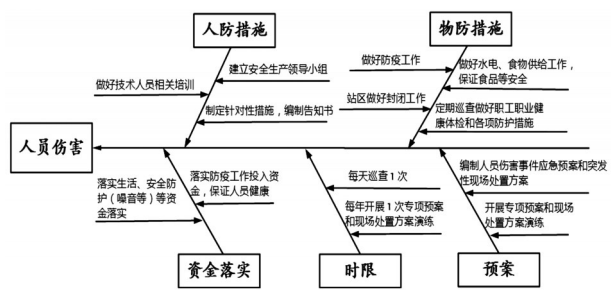 人防措施
物防措施
建立安全生产领导小组
做好技术人员相关培训
制定针对性措施，编制告知书
做好防疫工作
做好水电、食物供给工作，
保证食品等安全
站区做好封闭工作
定期巡查做好职工职业健
康体检和各项防护措施
人员伤害
落实生活、安全防
护（噪音等）等资
金落实
落实防疫工作投入资
金，保证人员健康
每天巡查1次
每年开展1次专项预案
和现场处置方案演练
编制人员伤害事件应急预案和突发
性现场处置方案
开展专项预案和现场
处置方案演练
资金落实
时限
预案